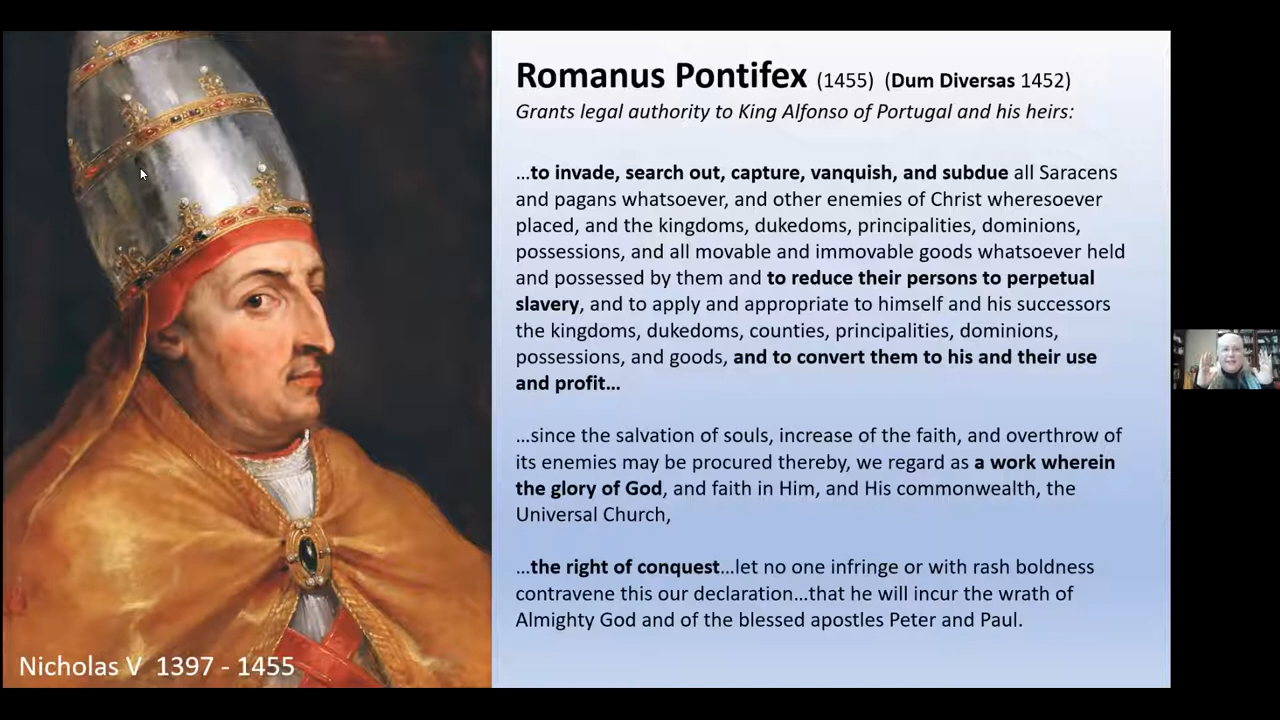 Romanus Pontifex (1455) (Dum Diversas 1452)
Grants legal authority to King Alfonso of Portugal and his heirs:
…to invade, search out, capture, vanquish, and subdue all Saracens
and pagans whatsoever, and other enemies of Christ wheresoever
placed, and the kingdoms, dukedoms, principalities, dominions,
possessions, and all movable and immovable goods whatsoever held
and possessed by them and to reduce their persons to perpetual
slavery, and to apply and appropriate to himself and his successors
the kingdoms, dukedoms, counties, principalities, dominions,
possessions, and goods, and to convert them to his and their use
and profit…
…since the salvation of souls, increase of the faith, and overthrow of
its enemies may be procured thereby, we regard as a work wherein
the glory of God, and faith in Him, and His commonwealth, the
Universal Church,
…the right of conquest…let no one infringe or with rash boldness
contravene this our declaration…that he will incur the wrath of
Almighty God and of the blessed apostles Peter and Paul.
Nicholas V 1397 - 1455